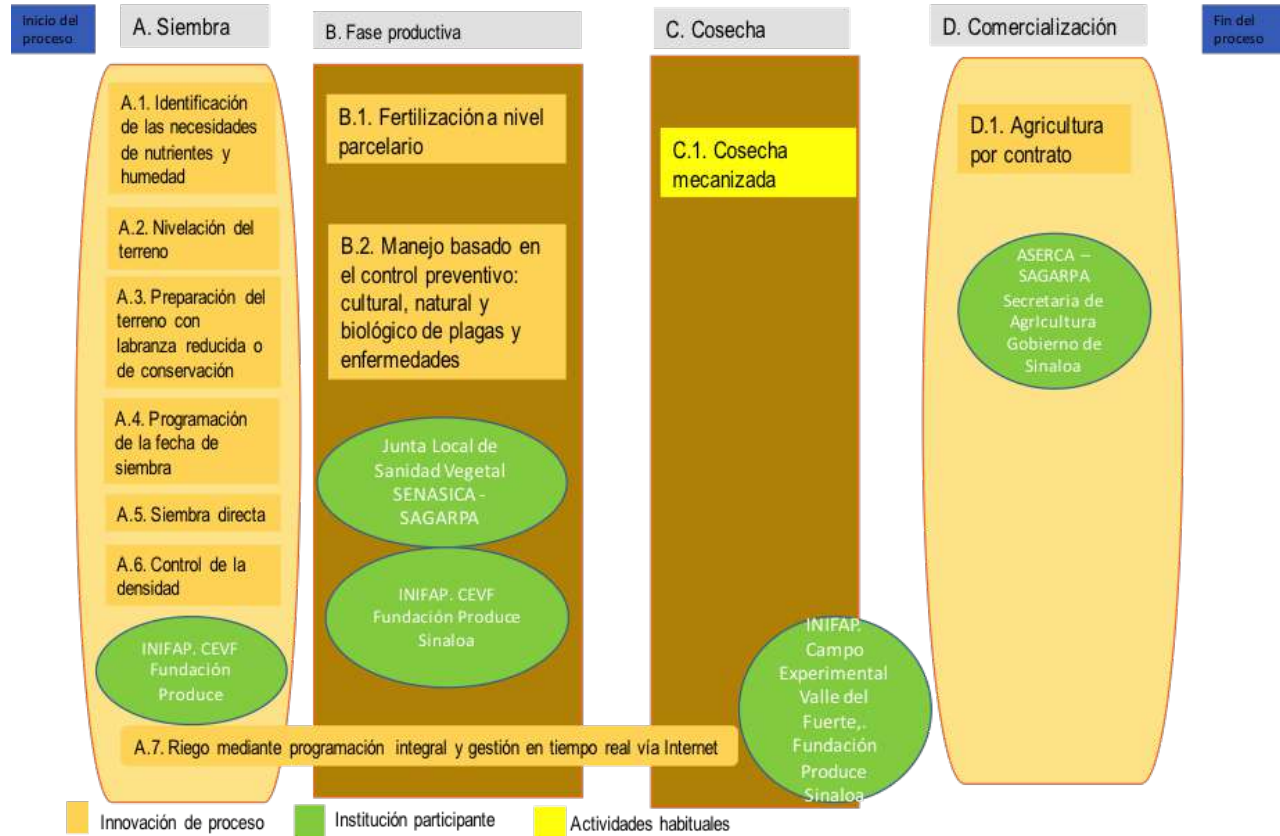 Inicio del
proceso
A. Siembra
B. Fase productiva
C. Cosecha
D. Comercialización
Fin del
proceso
A.1. Identificación
de las necesidades
de nutrientes y
humedad
A.2. Nivelación del
terreno
A.3. Preparación del
terreno con
labranza reducida o
de conservación
A.4. Programación
de la fecha de
siembra
A.5. Siembra directa
A.6. Control de la
densidad
INIFAP. CEVF
Fundación
Produce
B.1. Fertilización a nivel
parcelario
B.2. Manejo basado en
el control preventivo:
cultural, natural y
biológico de plagas y
enfermedades
Junta Local de
Sanidad Vegetal
SENASICA -
SAGARPA
INIFAP. CEVF
Fundación Produce
Sinaloa
C.1. Cosecha
mecanizada
INIFAP.
Campo
Experimental
Valle del
Fuerte,.
Fundación
Produce
Sinaloa
D.1. Agricultura
por contrato
ASERCA –
SAGARPA
Secretaria de
AgrIcultura
Gobierno de
Sinaloa
A.7. Riego mediante programación integral y gestión en tiempo real vía Internet
Innovación de proceso
Institución participante
Actividades habituales